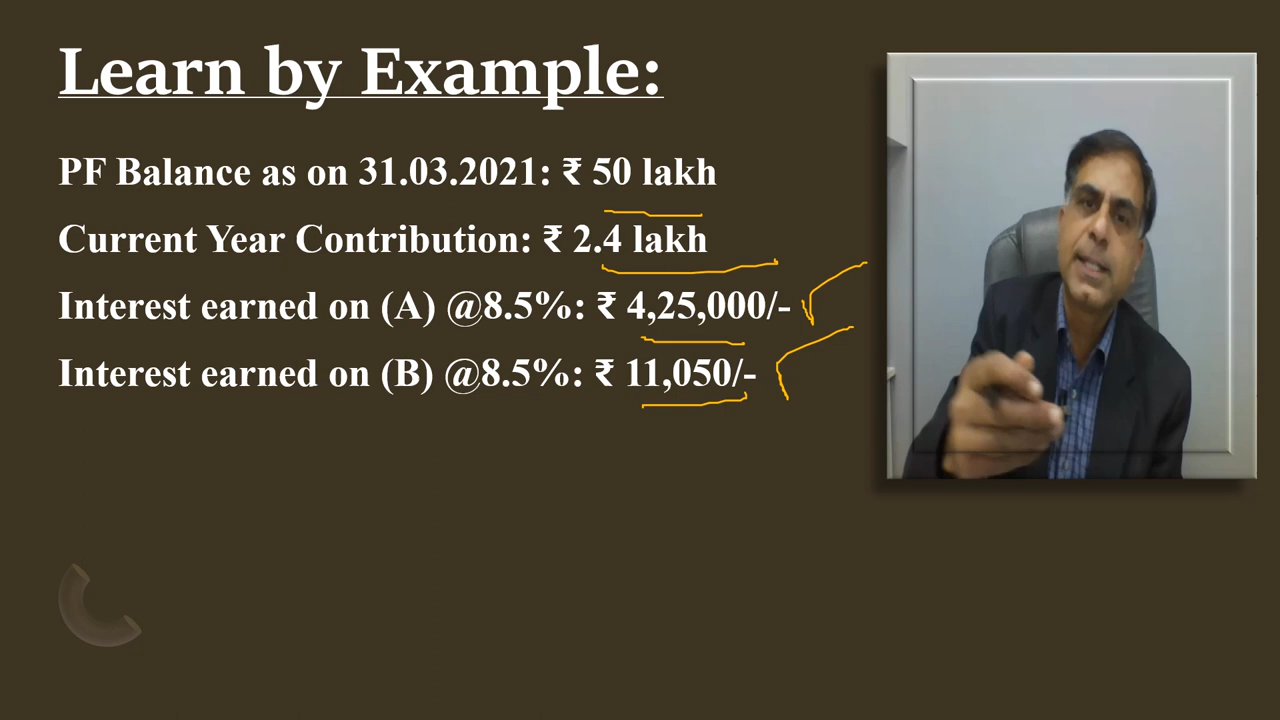 Learn by Example:
PF Balance as on 31.03.2021: ₹ 50 lakh
Current Year Contribution: ₹ 2.4 lakh
Interest earned on (A) @8.5%: ₹ 4,25,000/-
Interest earned on (B) @8.5%: ₹ 11,050/-